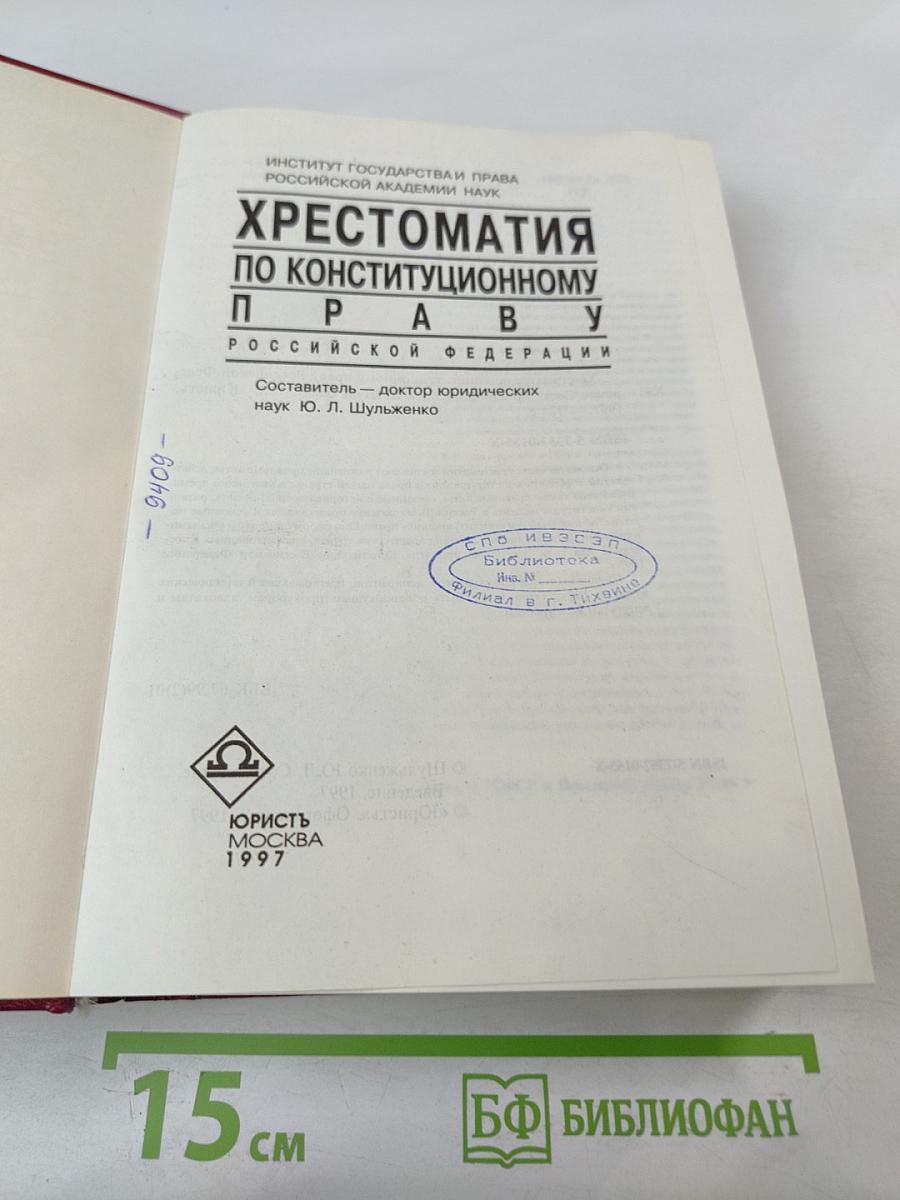 ИНСТИТУТ ГОСУДАРСТВА И ПРАВА
РОССИЙСКОЙ АКАДЕМИИ НАУК
ХРЕСТОМАТИЯ
ПО КОНСТИТУЦИОННОМУ
ПРАВУ
РОССИЙСКОЙ ФЕДЕРАЦИИ
Составитель — доктор юридических
наук Ю. Л. Шульженко
— 9409 —
СПб ИВЭСЭП
Библиотека
Инв. №
Филиал в г. Тихвине
ЮРИСТЪ
МОСКВА
1997
15 см
БФ БИБЛИОФАН